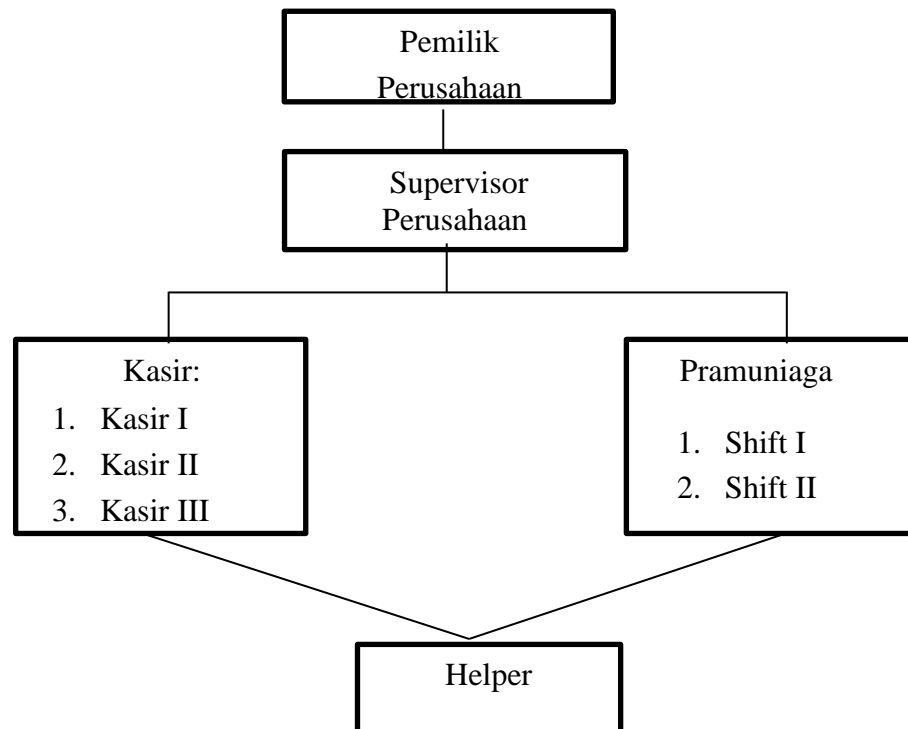 Pemilik
Perusahaan
Supervisor
Perusahaan
Kasir:
1. Kasir I
2. Kasir II
3. Kasir III
Pramuniaga
1. Shift I
2. Shift II
Helper